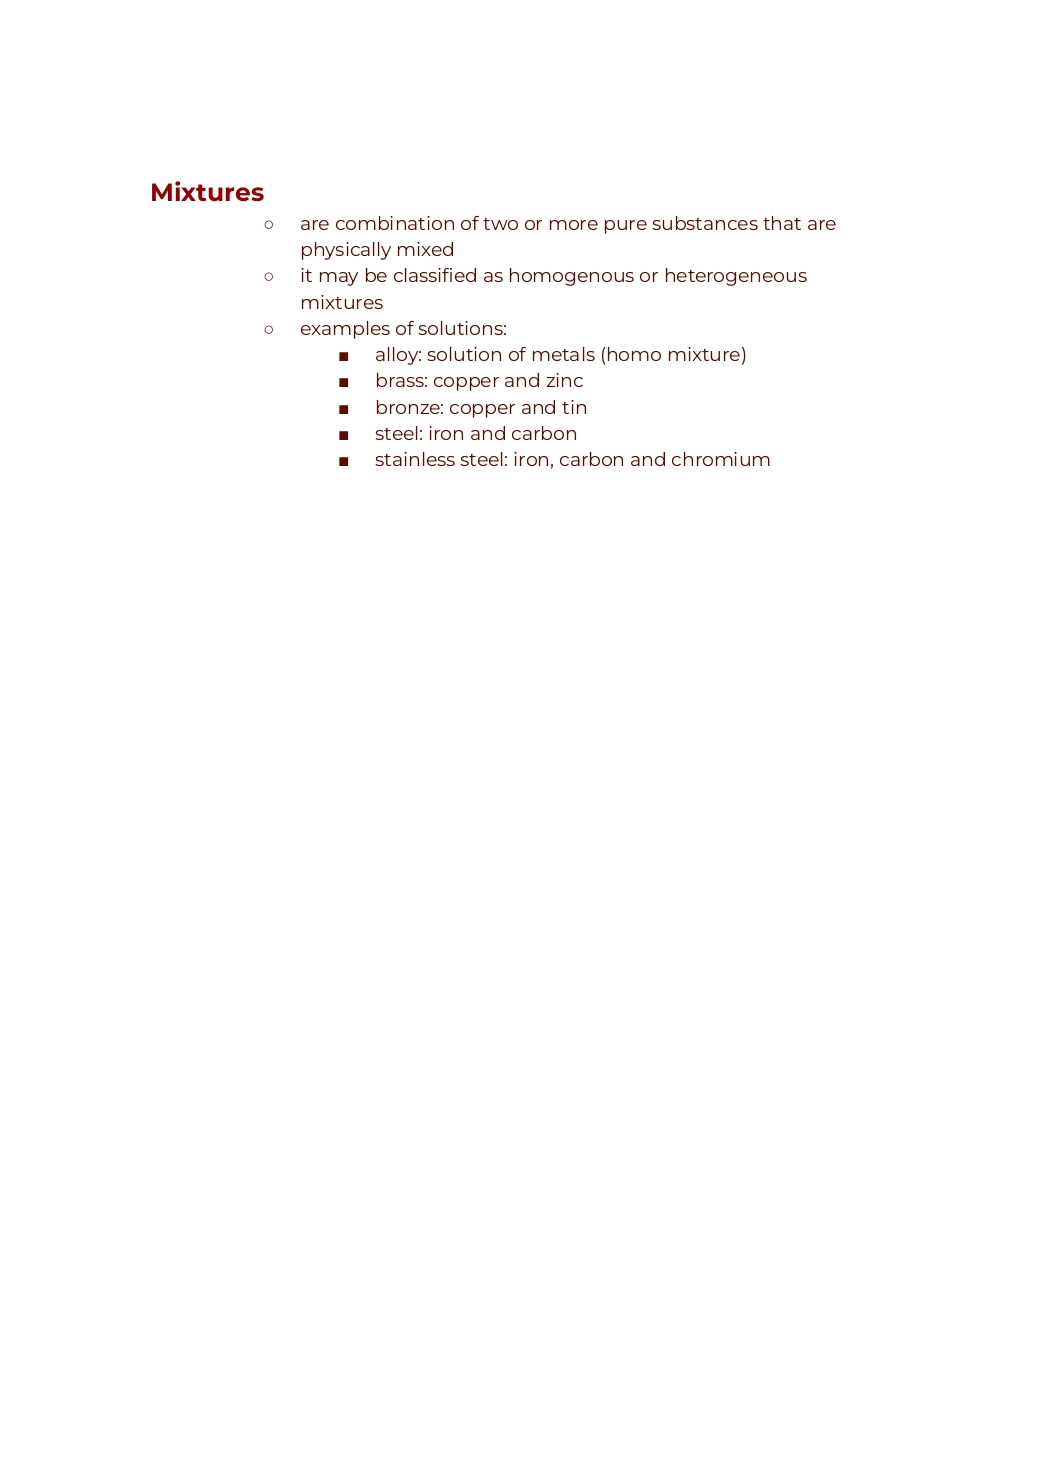 Mixtures
○ are combination of two or more pure substances that are
physically mixed
○ it may be classified as homogenous or heterogeneous
mixtures
○ examples of solutions:
■ alloy: solution of metals (homo mixture)
■ brass: copper and zinc
■ bronze: copper and tin
■ steel: iron and carbon
■ stainless steel: iron, carbon and chromium